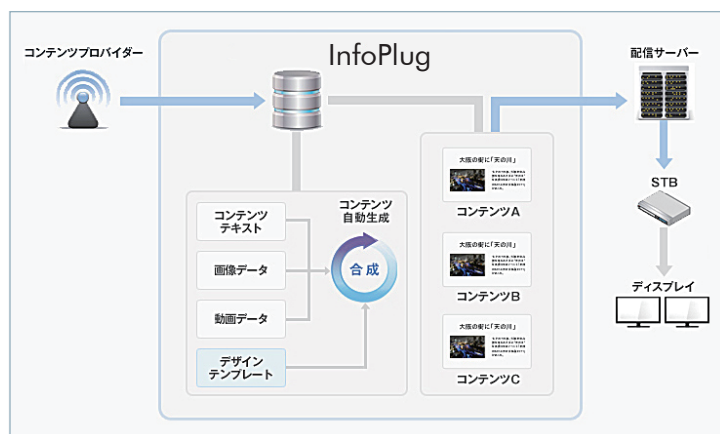 InfoPlug
コンテンツプロバイダー
配信サーバー
コンテンツ
自動生成
コンテンツ
テキスト
画像データ
動画データ
デザイン
テンプレート
合成
大阪の街に「天の川」
コンテンツA
大阪の街に「天の川」
コンテンツB
大阪の街に「天の川」
コンテンツC
STB
ディスプレイ